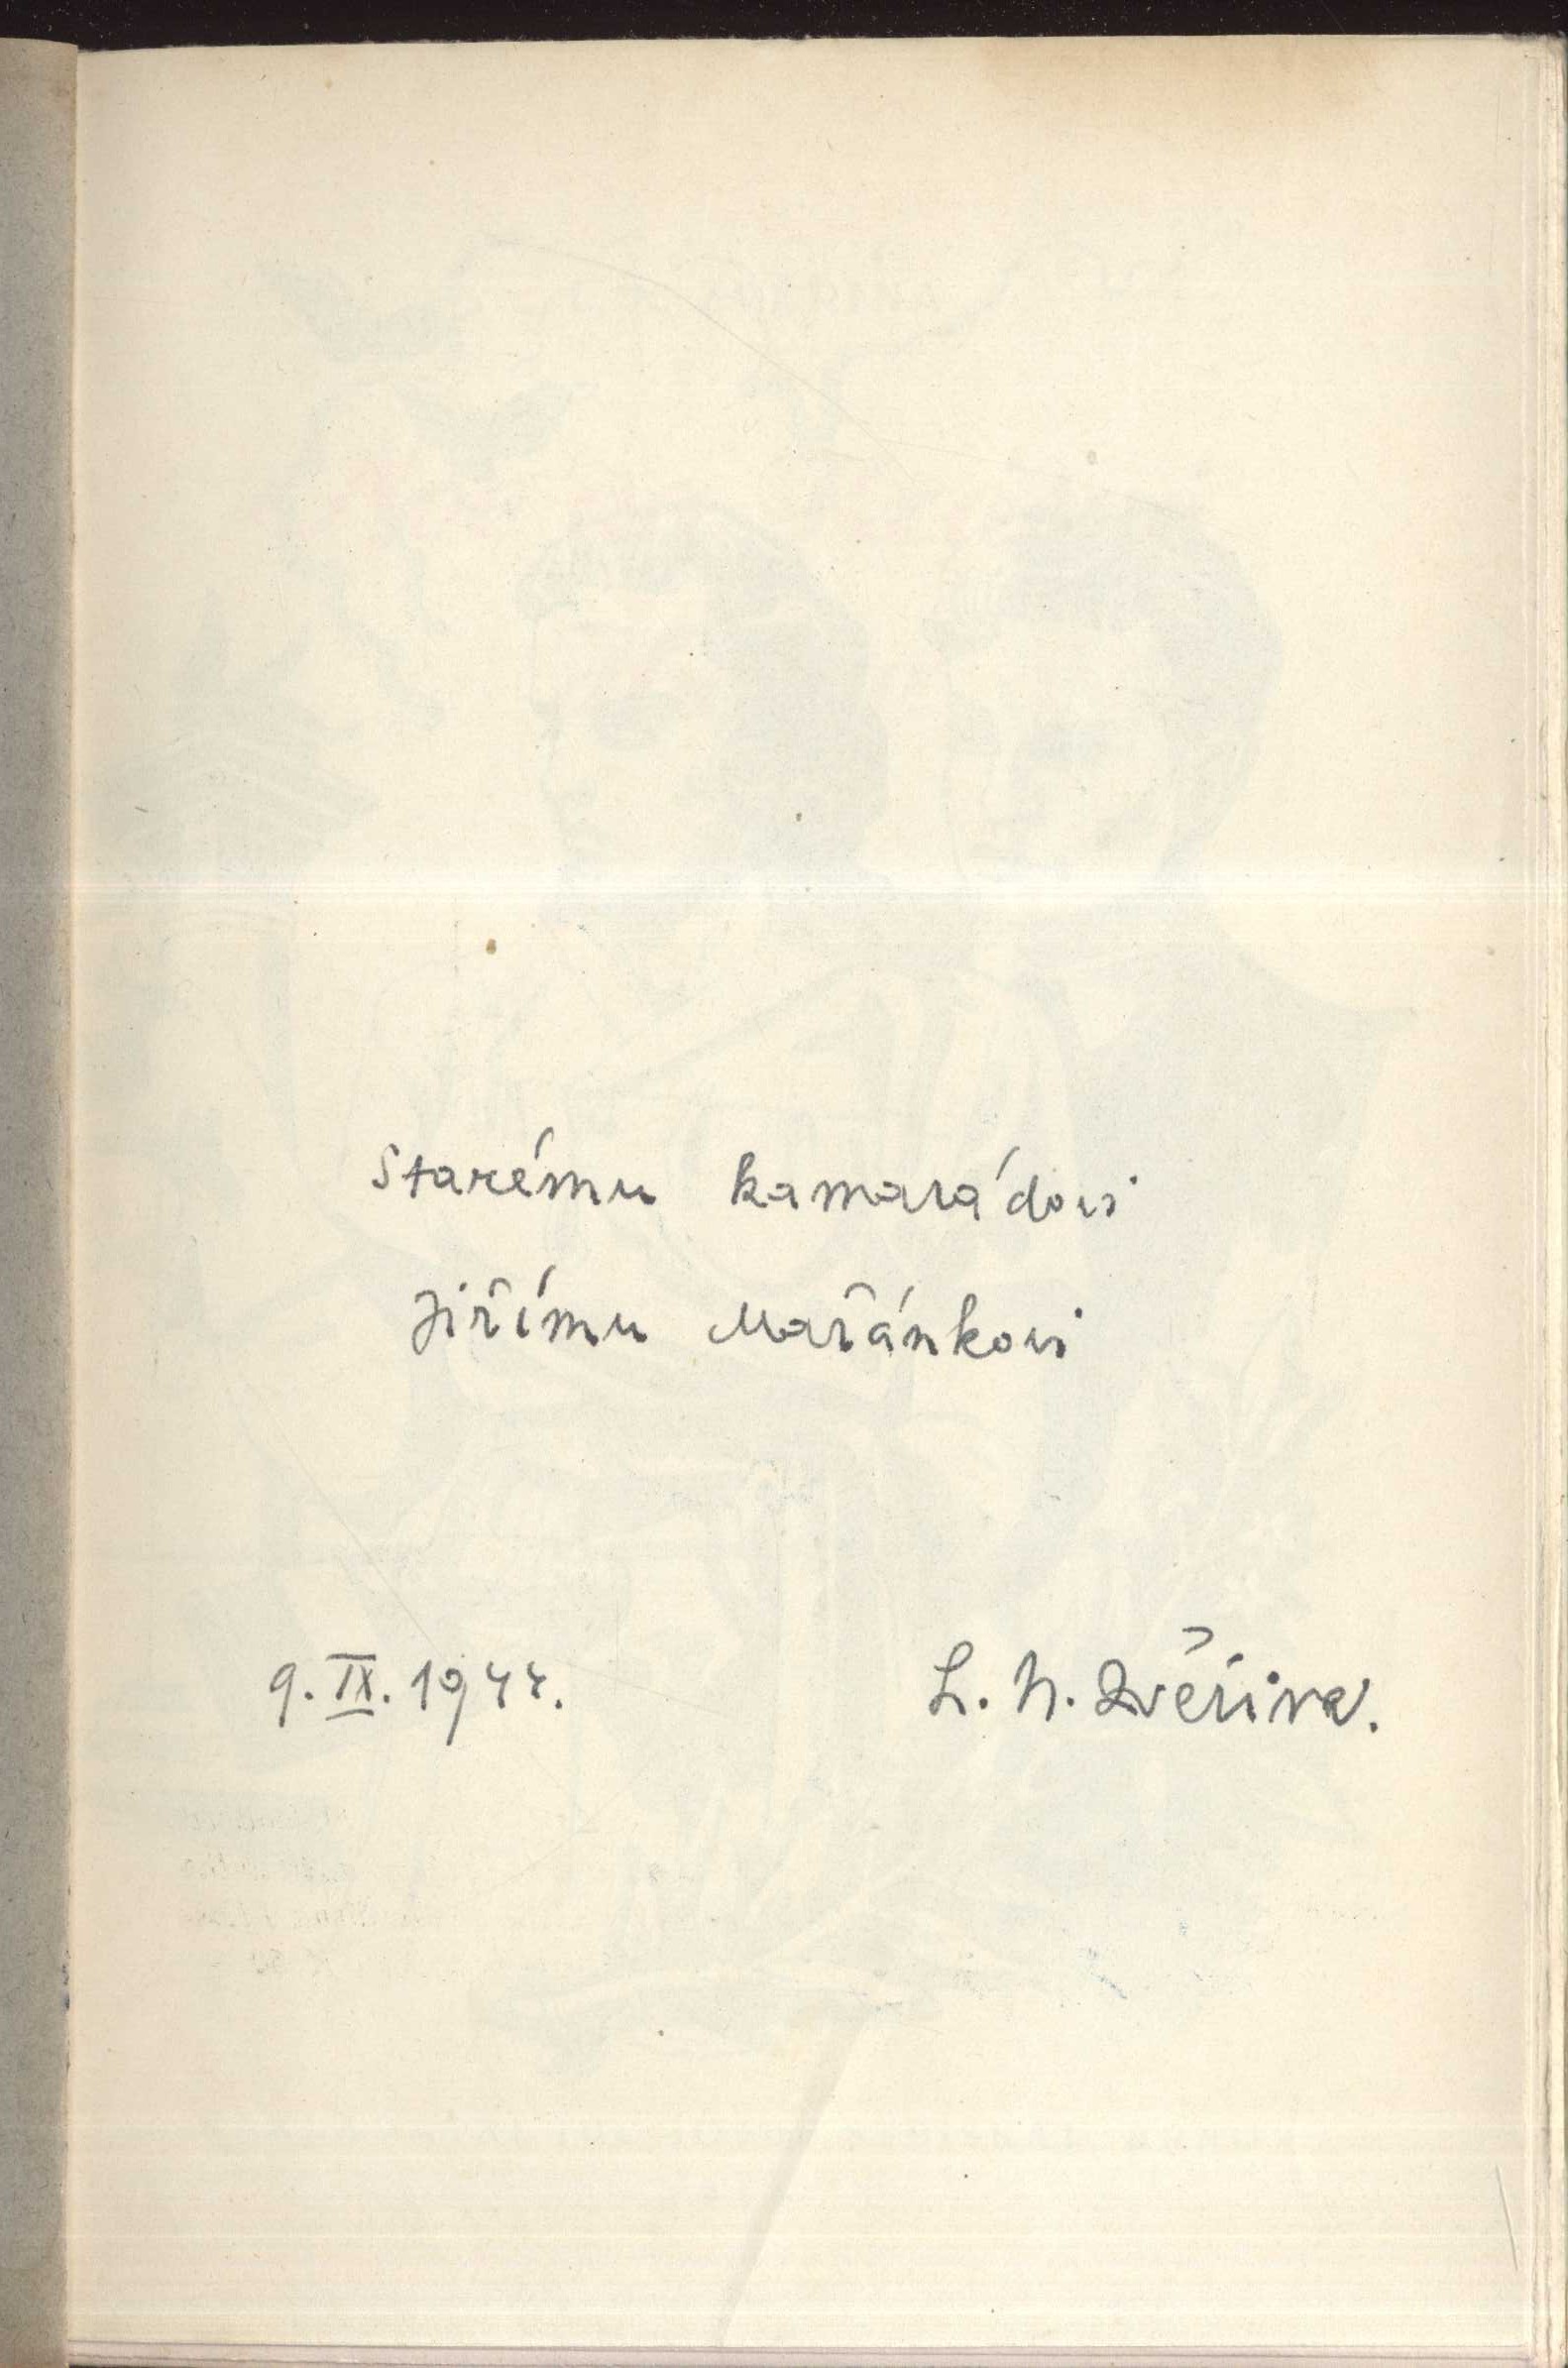 Starému kamarádovi
Jiřímu Mařánkovi
9. IX. 1944.
L. N. Zvěřina.